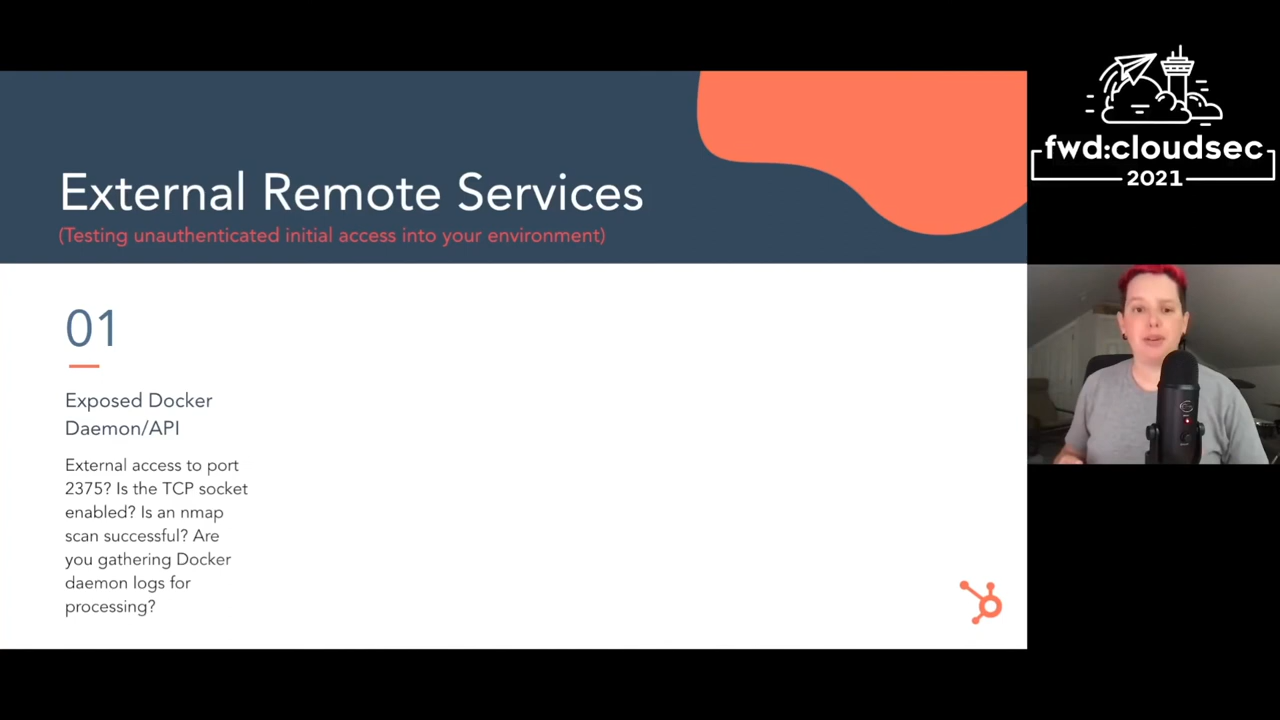 External Remote Services
(Testing unauthenticated initial access into your environment)
01
Exposed Docker
Daemon/API
External access to port
2375? Is the TCP socket
enabled? Is an nmap
scan successful? Are
you gathering Docker
daemon logs for
processing?
fwd:cloudsec
2021